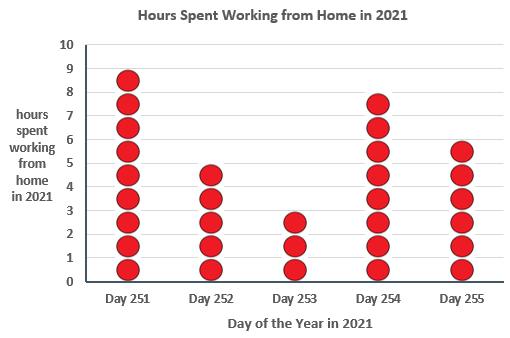 Hours Spent Working from Home in 2021
10
9
8
7
6
5
4
3
2
1
0
hours
spent
working
from
home
in 2021
Day 251 Day 252 Day 253 Day 254 Day 255
Day of the Year in 2021